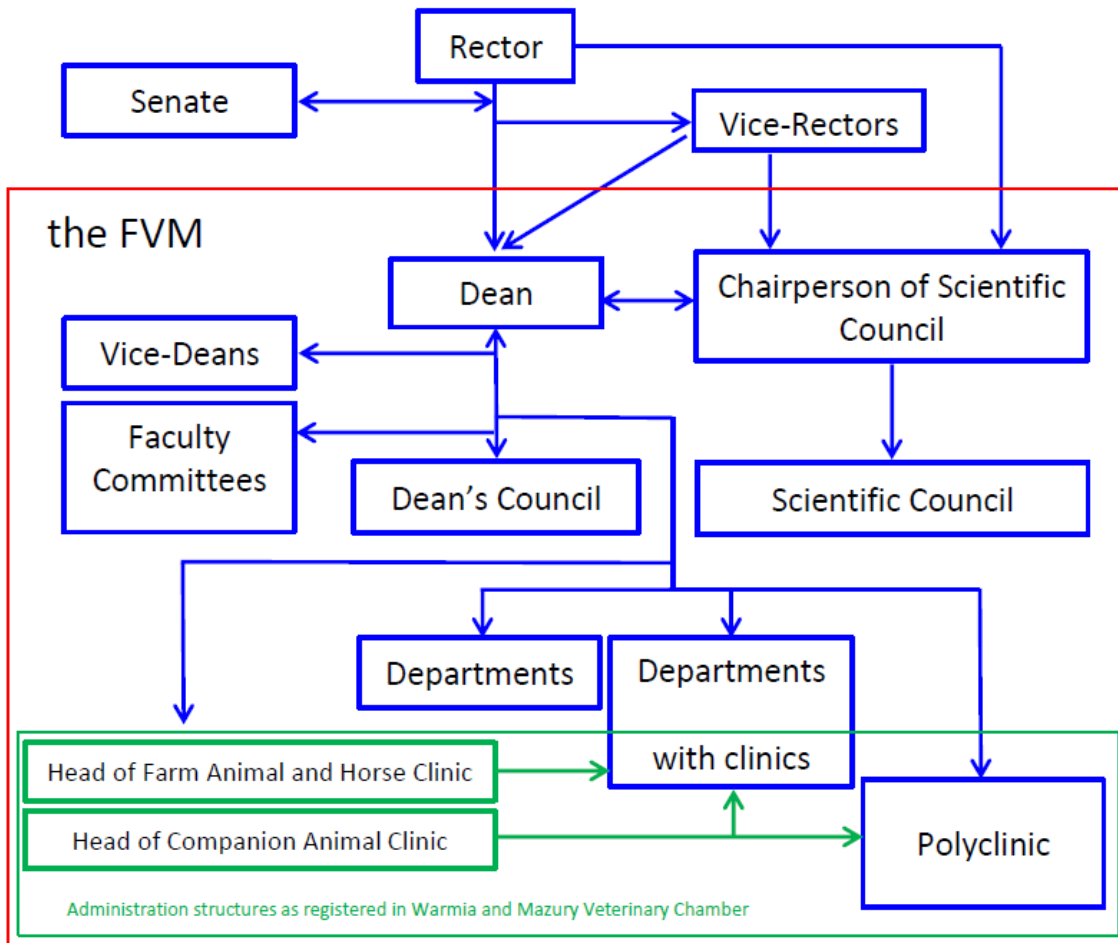 Rector
Senate
Vice-Rectors
the FVM
Dean
Chairperson of Scientific
Council
Vice-Deans
Faculty
Committees
Dean’s Council
Scientific Council
Departments
Departments
with clinics
Head of Farm Animal and Horse Clinic
Head of Companion Animal Clinic
Polyclinic
Administration structures as registered in Warmia and Mazury Veterinary Chamber